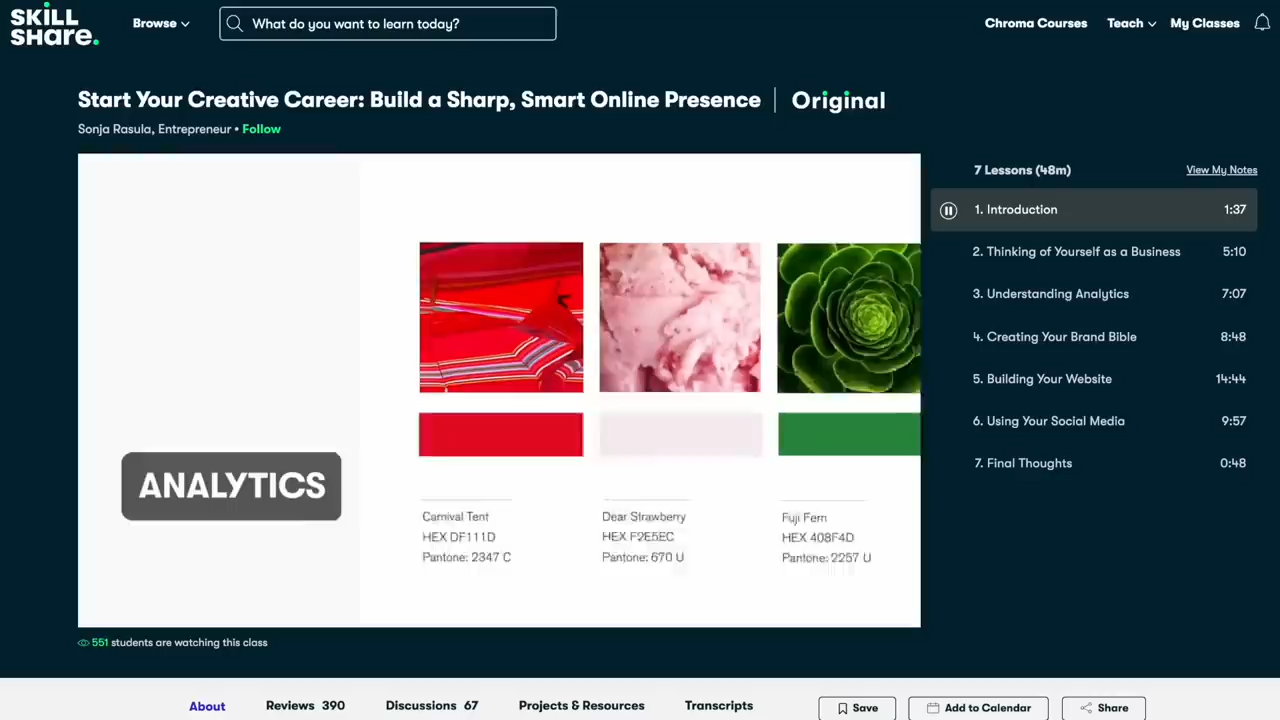 SKILL
SHARE.
Browse
What do you want to learn today?
Chroma Courses
Teach
My Classes
Start Your Creative Career: Build a Sharp, Smart Online Presence
Original
Sonja Rasula, Entrepreneur • Follow
7 Lessons (48m)
View My Notes
1. Introduction 1:37
2. Thinking of Yourself as a Business 5:10
3. Understanding Analytics 7:07
4. Creating Your Brand Bible 8:48
5. Building Your Website 14:44
6. Using Your Social Media 9:57
7. Final Thoughts 0:48
ANALYTICS
Carnival Tent
HEX DF111D
Pantone: 2347 C
Dear Strawberry
HEX F2E5EC
Pantone: 670 U
Fuji Fern
HEX 408F4D
Pantone: 2257 U
551 students are watching this class
About
Reviews 390
Discussions 67
Projects & Resources
Transcripts
Save
Add to Calendar
Share